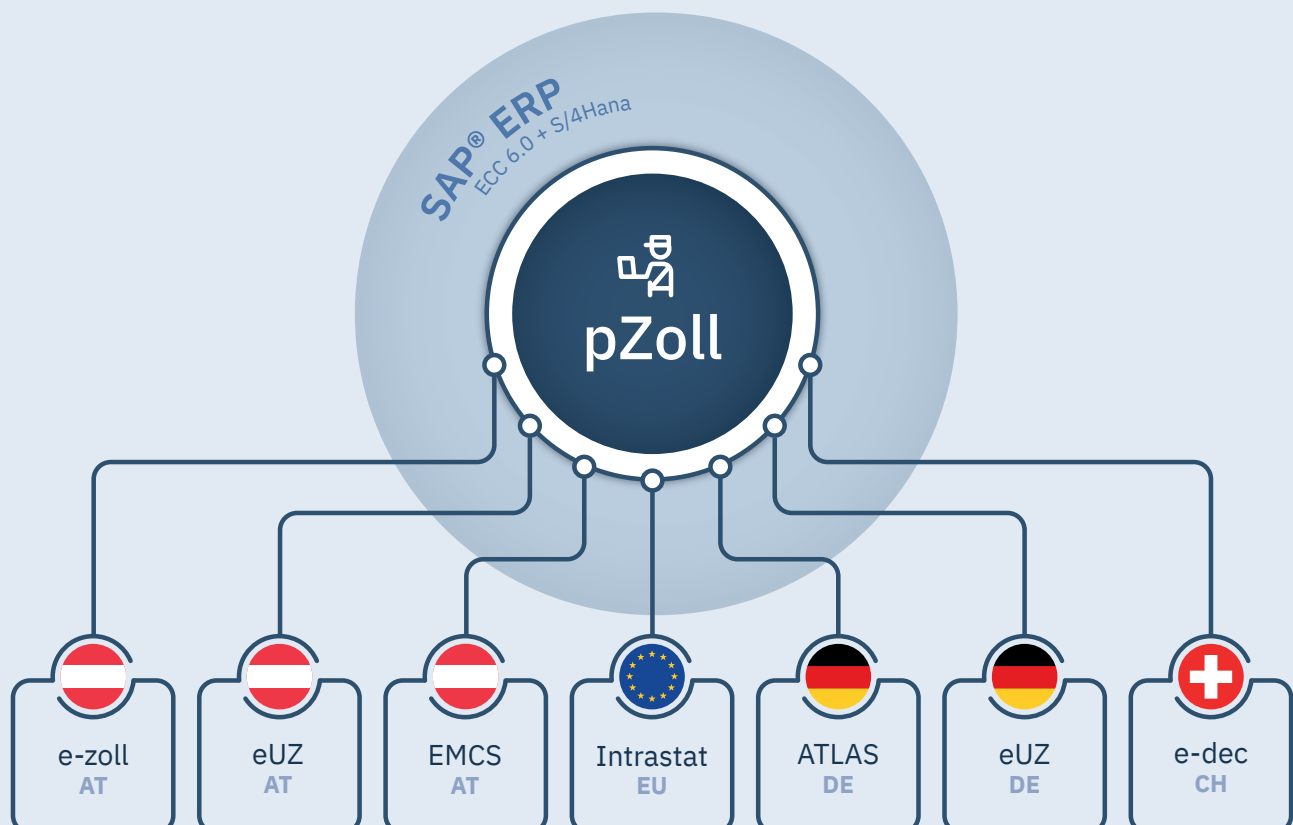 SAP® ERP
ECC 6.0 + S/4Hana
pZoll
e-zoll
AT
eUZ
AT
EMCS
AT
Intrastat
EU
ATLAS
DE
eUZ
DE
e-dec
CH